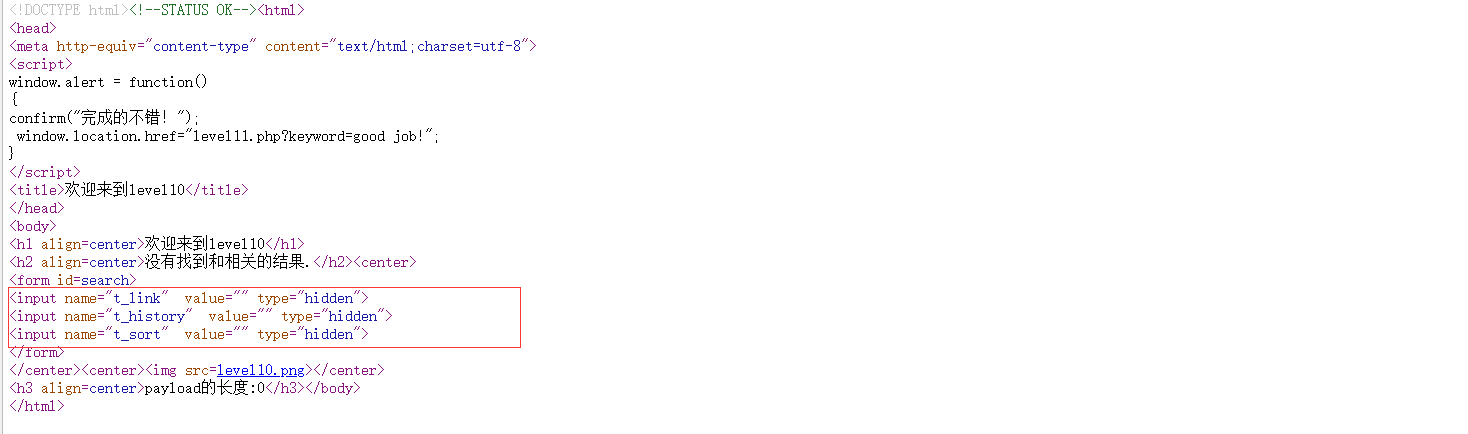 <!DOCTYPE html><!--STATUS OK--><html>
<head>
<meta http-equiv="content-type" content="text/html;charset=utf-8">
<script>
window.alert = function()
{
confirm("完成的不错！");
 window.location.href="level11.php?keyword=good job!";
}
</script>
<title>欢迎来到level10</title>
</head>
<body>
<h1 align=center>欢迎来到level10</h1>
<h2 align=center>没有找到和相关的结果.</h2><center>
<form id=search>
<input name="t_link"  value="" type="hidden">
<input name="t_history"  value="" type="hidden">
<input name="t_sort"  value="" type="hidden">
</form>
</center><center><img src=level10.png></center>
<h3 align=center>payload的长度:0</h3></body>
</html>